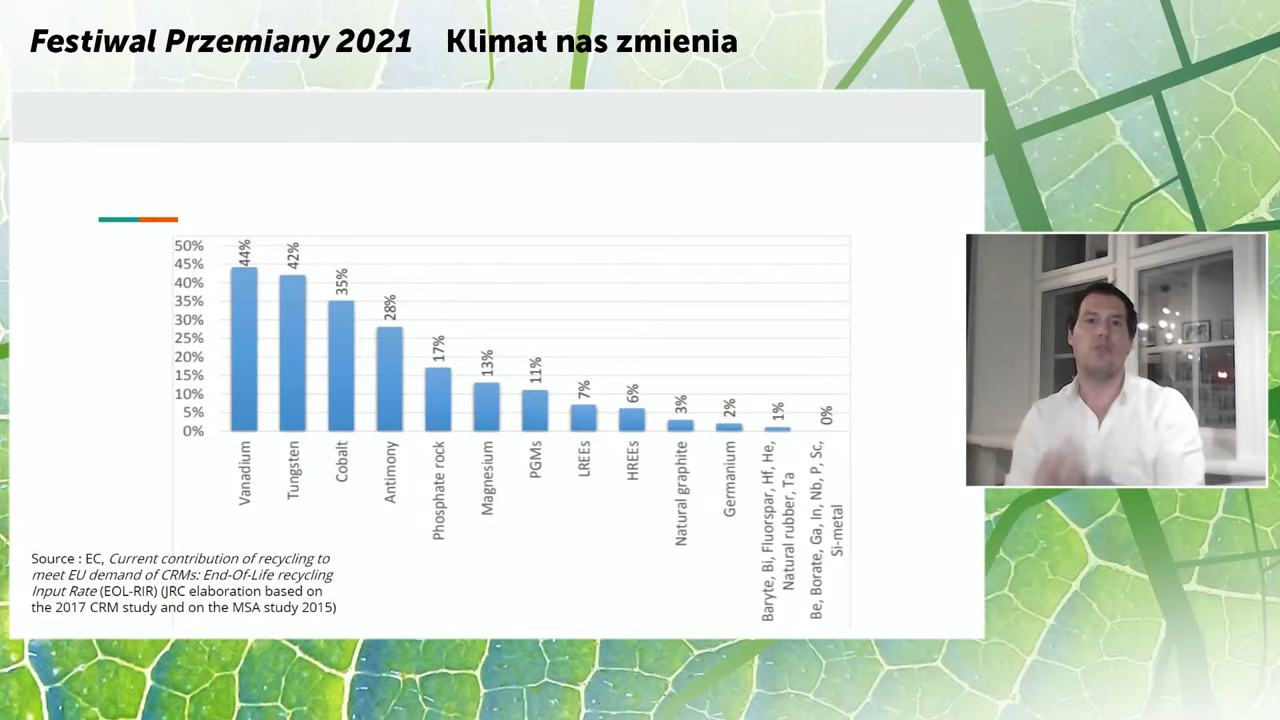 Festiwal Przemiany 2021 Klimat nas zmienia
50%
45%
40%
35%
30%
25%
20%
15%
10%
5%
0%
44%
42%
35%
28%
17%
13%
11%
7%
6%
3%
2%
1%
0%
Vanadium
Tungsten
Cobalt
Antimony
Phosphate rock
Magnesium
PGMs
LREEs
HREEs
Natural graphite
Germanium
Baryte, Bi, Fluorspar, Hf, He,
Natural rubber, Ta
Be, Borate, Ga, In, Nb, P, Sc,
Si-metal
Source : EC, Current contribution of recycling to
meet EU demand of CRMs: End-Of-Life recycling
Input Rate (EOL-RIR) (JRC elaboration based on
the 2017 CRM study and on the MSA study 2015)